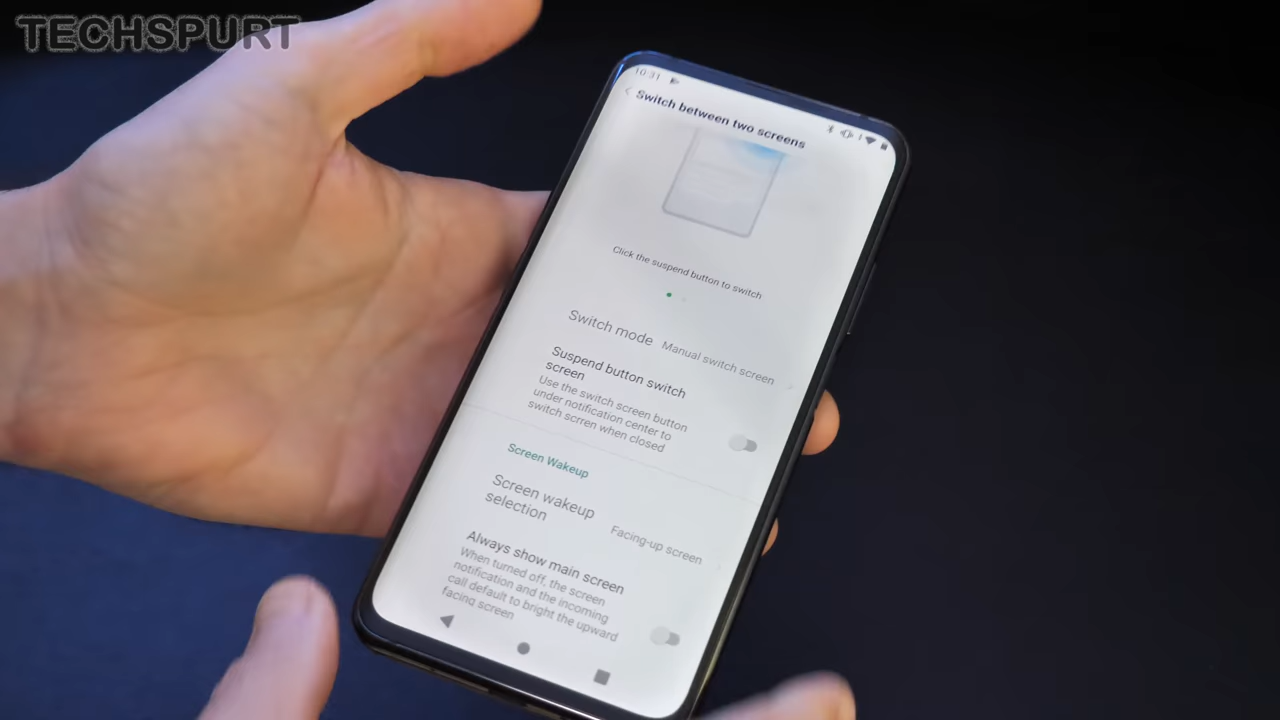 TECHSPURT
10:31
Switch between two screens
Click the suspend button to switch
Switch mode
Manual switch screen
Suspend button switch
screen
Use the switch screen button
under notification center to
switch scrren when closed
Screen Wakeup
Screen wakeup
selection
Facing-up screen
Always show main screen
When turned off, the screen
notification and the incoming
call default to bright the upward
facing screen